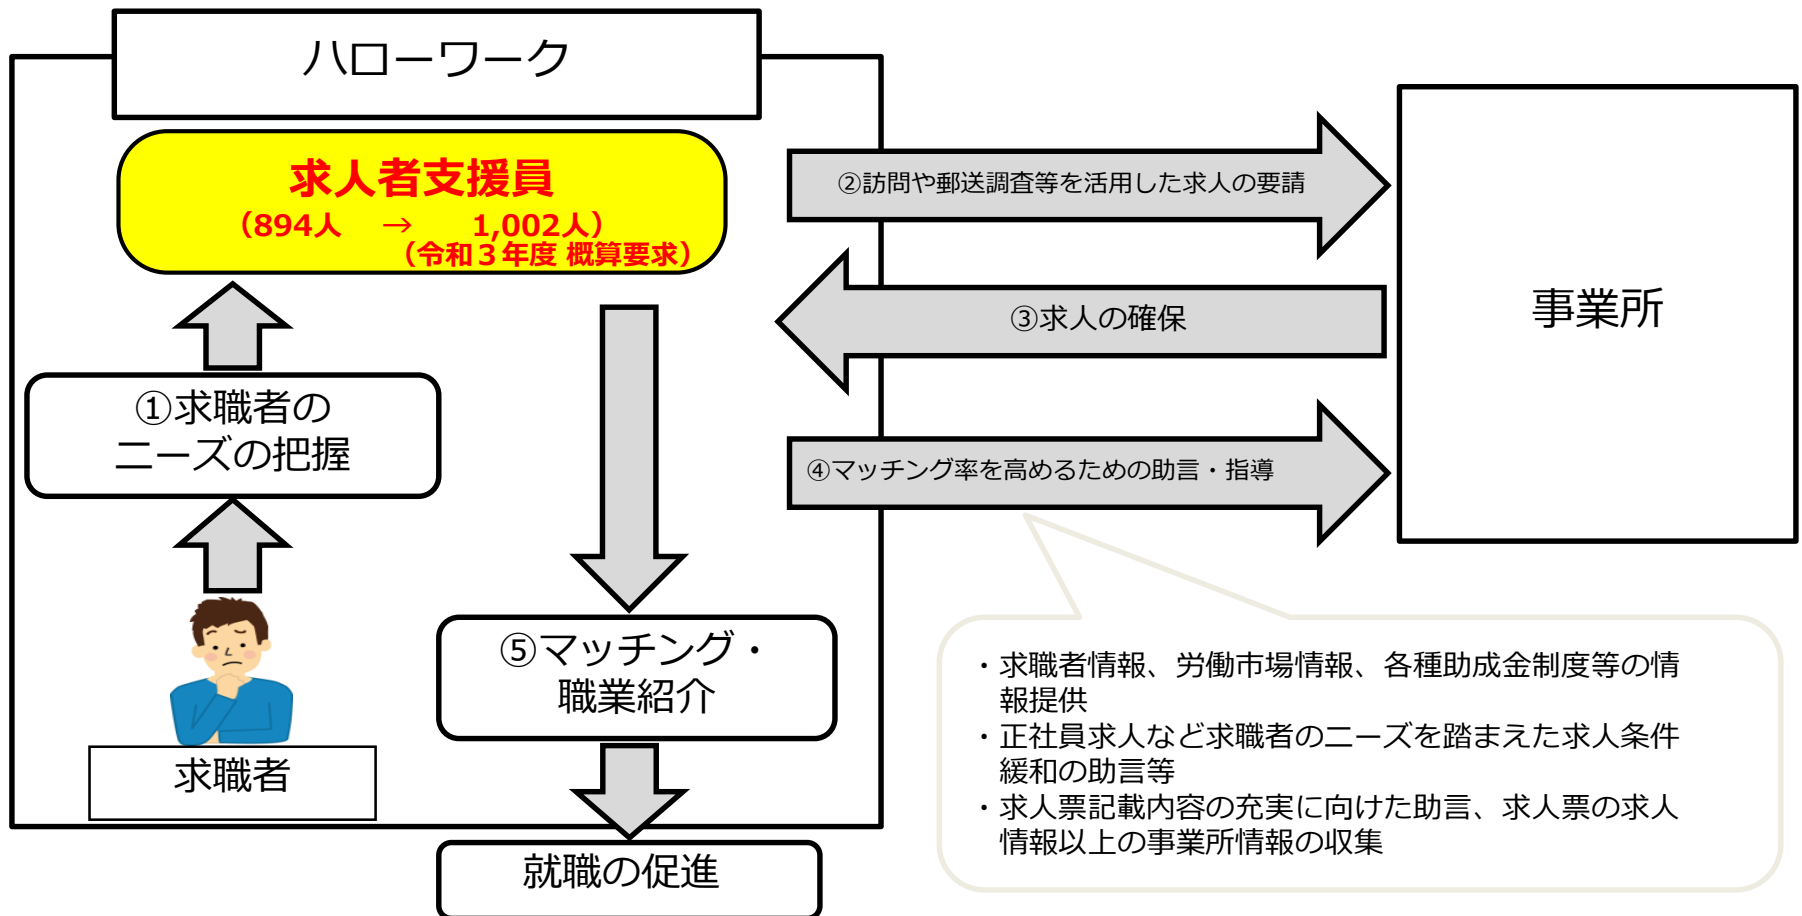 ハローワーク
求人者支援員
（894人　→　1,002人）
（令和３年度 概算要求）
①求職者の
ニーズの把握
求職者
⑤マッチング・
職業紹介
就職の促進
②訪問や郵送調査等を活用した求人の要請
③求人の確保
④マッチング率を高めるための助言・指導
事業所
・求職者情報、労働市場情報、各種助成金制度等の情
報提供
・正社員求人など求職者のニーズを踏まえた求人条件
緩和の助言等
・求人票記載内容の充実に向けた助言、求人票の求人
情報以上の事業所情報の収集